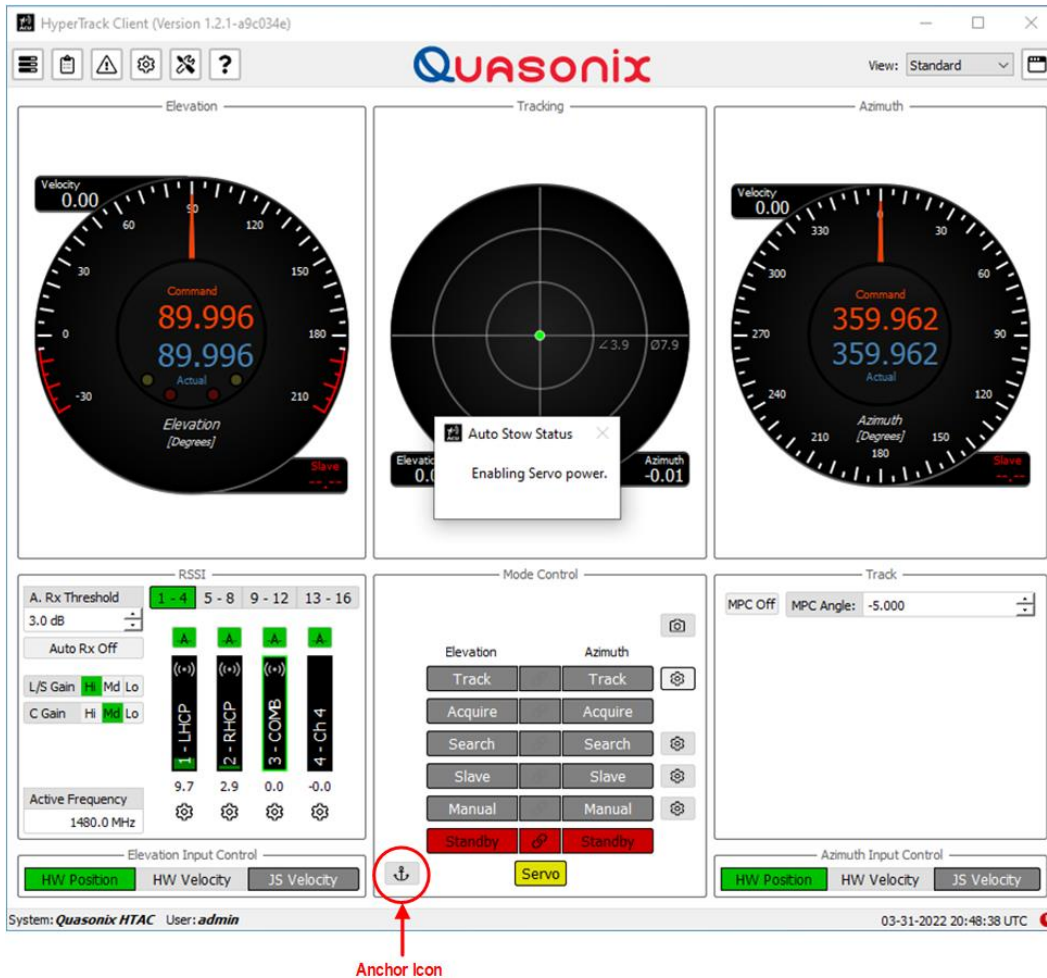 HyperTrack Client (Version 1.2.1-a9c034e)
QUASONIX
View: Standard
Elevation
Velocity
0.00
-30
0
30
60
90
120
150
180
210
Command
89.996
89.996
Actual
Elevation
[Degrees]
Slave
--.--
Tracking
∠3.9 Ø7.9
Azimuth
-0.01
Auto Stow Status
Enabling Servo power.
Azimuth
Velocity
0.00
0
30
60
90
120
150
180
210
240
270
300
330
Command
359.962
359.962
Actual
Azimuth
[Degrees]
Slave
--.--
RSSI
A. Rx Threshold
3.0 dB
Auto Rx Off
L/S Gain Hi Md Lo
C Gain Hi Md Lo
Active Frequency
1480.0 MHz
1 - 4 5 - 8 9 - 12 13 - 16
-A- -A- -A- -A-
1 - LHCP
2 - RHCP
3 - COMB
4 - Ch 4
9.7 2.9 0.0 -0.0
Mode Control
Elevation Azimuth
Track Track
Acquire Acquire
Search Search
Slave Slave
Manual Manual
Standby Standby
Servo
Track
MPC Off MPC Angle: -5.000
Elevation Input Control
HW Position HW Velocity JS Velocity
Azimuth Input Control
HW Position HW Velocity JS Velocity
System: Quasonix HTAC User: admin
03-31-2022 20:48:38 UTC
Anchor Icon